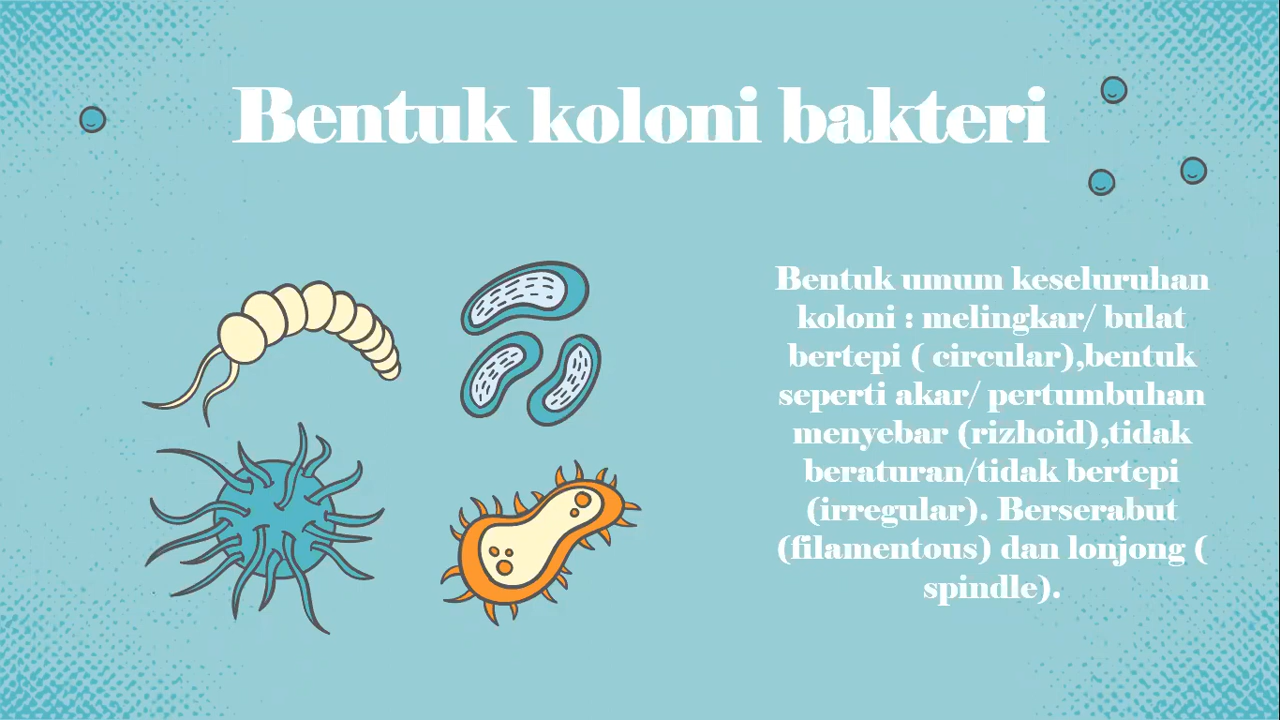 Bentuk koloni bakteri
Bentuk umum keseluruhan
koloni : melingkar/ bulat
bertepi ( circular),bentuk
seperti akar/ pertumbuhan
menyebar (rizhoid),tidak
beraturan/tidak bertepi
(irregular). Berserabut
(filamentous) dan lonjong (
spindle).